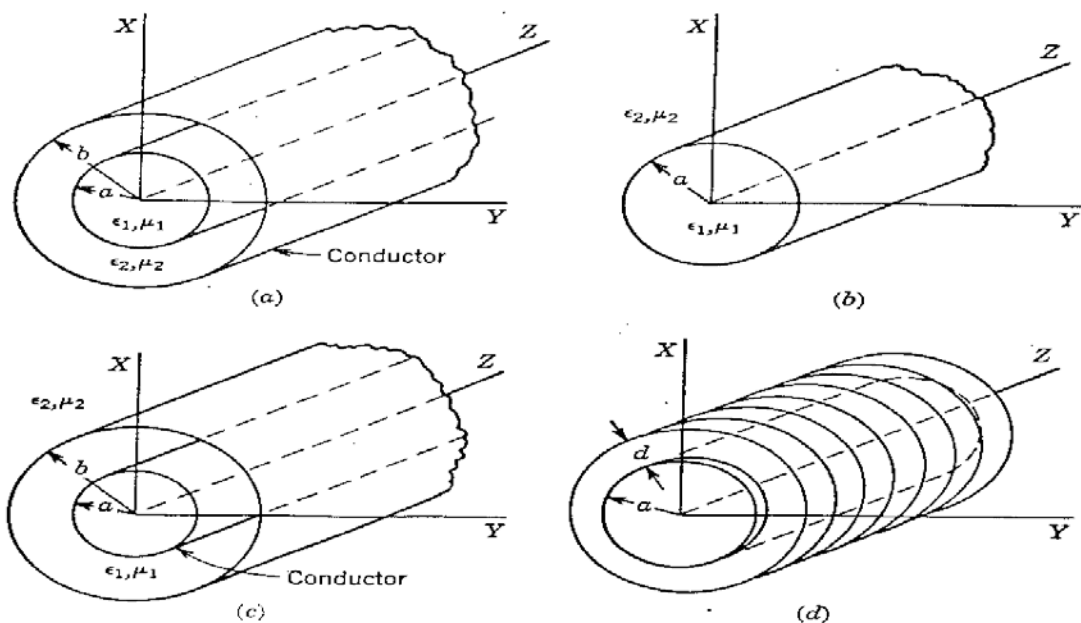 X
Z
b
a
Y
ϵ₁, μ₁
ϵ₂, μ₂
Conductor
(a)
X
Z
ϵ₂, μ₂
a
Y
ϵ₁, μ₁
(b)
X
Z
ϵ₂, μ₂
b
a
Y
ϵ₁, μ₁
Conductor
(c)
X
Z
d
a
Y
(d)